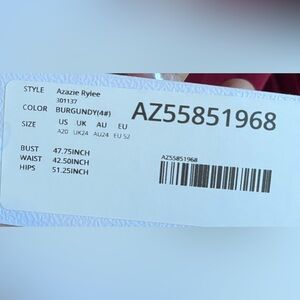 STYLE Azazie Rylee
301137
COLOR BURGUNDY(4#)
AZ55851968
SIZE US UK AU EU
A20 UK24 AU24 EU 52
BUST 47.75INCH
WAIST 42.50INCH
HIPS 51.25INCH
AZ55851968